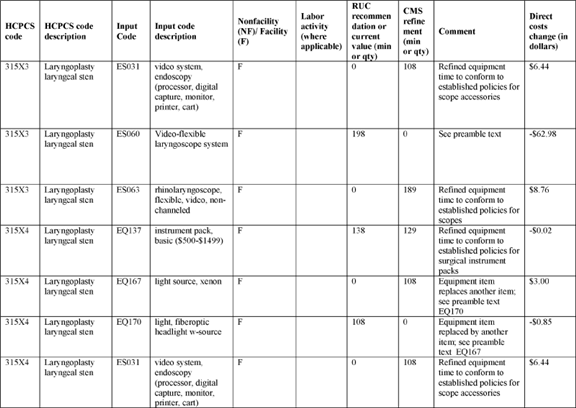 HCPCS code
HCPCS code description
Input Code
Input code description
Nonfacility (NF)/ Facility (F)
Labor activity (where applicable)
RUC recommen dation or current value (min or qty)
CMS refine ment (min or qty)
Comment
Direct costs change (in dollars)
315X3
Laryngoplasty laryngeal sten
ES031
video system, endoscopy (processor, digital capture, monitor, printer, cart)
F
0
108
Refined equipment time to conform to established policies for scope accessories
$6.44
315X3
Laryngoplasty laryngeal sten
ES060
Video-flexible laryngoscope system
F
198
0
See preamble text
-$62.98
315X3
Laryngoplasty laryngeal sten
ES063
rhinolaryngoscope, flexible, video, non-channeled
F
0
189
Refined equipment time to conform to established policies for scopes
$8.76
315X4
Laryngoplasty laryngeal sten
EQ137
instrument pack, basic ($500-$1499)
F
138
129
Refined equipment time to conform to established policies for surgical instrument packs
-$0.02
315X4
Laryngoplasty laryngeal sten
EQ167
light source, xenon
F
0
108
Equipment item replaces another item; see preamble text EQ170
$3.00
315X4
Laryngoplasty laryngeal sten
EQ170
light, fiberoptic headlight w-source
F
108
0
Equipment item replaced by another item; see preamble text EQ167
-$0.85
315X4
Laryngoplasty laryngeal sten
ES031
video system, endoscopy (processor, digital capture, monitor, printer, cart)
F
0
108
Refined equipment time to conform to established policies for scope accessories
$6.44